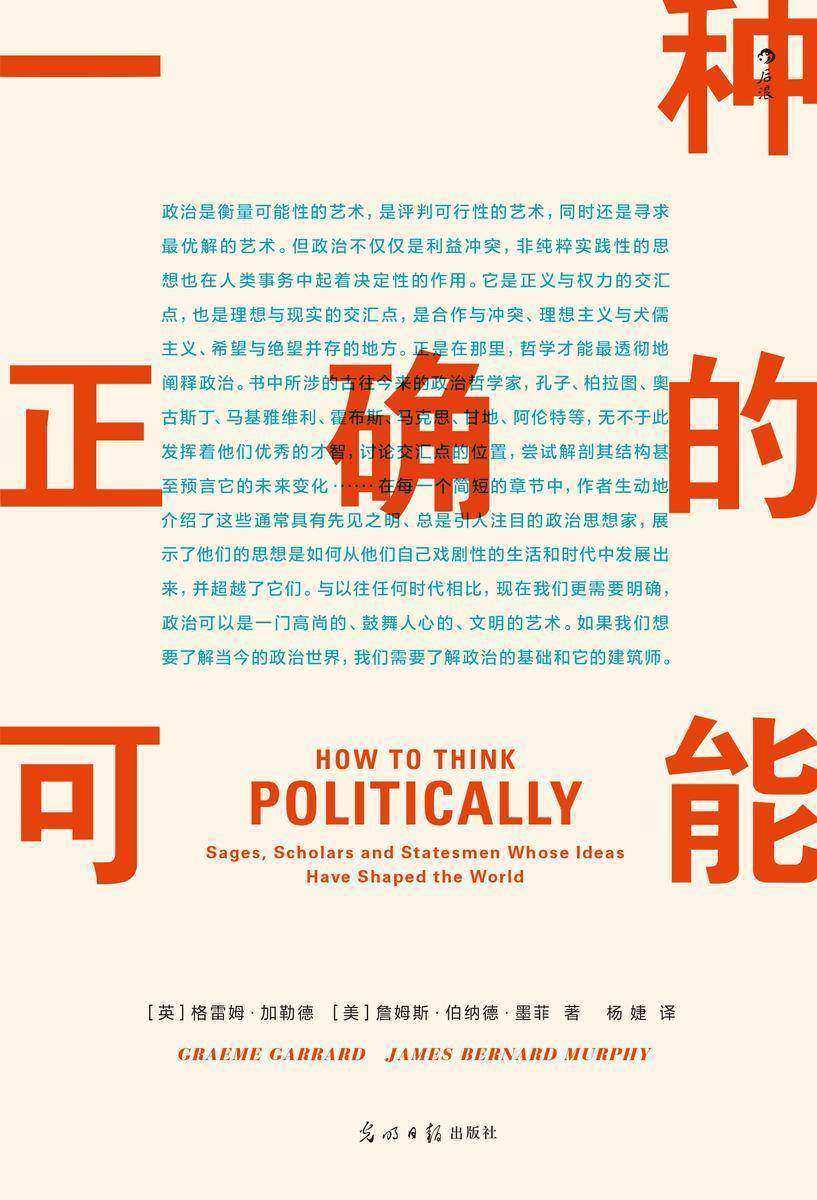 一 种
后浪
政治是衡量可能性的艺术，是评判可行性的艺术，同时还是寻求
最优解的艺术。但政治不仅仅是利益冲突，非纯粹实践性的思
想也在人类事务中起着决定性的作用。它是正义与权力的交汇
点，也是理想与现实的交汇点，是合作与冲突、理想主义与犬儒
主义、希望与绝望并存的地方。正是在那里，哲学才能最透彻地
阐释政治。书中所涉的古往今来的政治哲学家，孔子、柏拉图、奥
古斯丁、马基雅维利、霍布斯、马克思、甘地、阿伦特等，无不于此
发挥着他们优秀的才智，讨论交汇点的位置，尝试解剖其结构甚
至预言它的未来变化……在每一个简短的章节中，作者生动地
介绍了这些通常具有先见之明、总是引人注目的政治思想家，展
示了他们的思想是如何从他们自己戏剧性的生活和时代中发展出
来，并超越了它们。与以往任何时代相比，现在我们更需要明确，
政治可以是一门高尚的、鼓舞人心的、文明的艺术。如果我们想
要了解当今的政治世界，我们需要了解政治的基础和它的建筑师。
正 确 的
可 能
HOW TO THINK
POLITICALLY
Sages, Scholars and Statesmen Whose Ideas
Have Shaped the World
[英]格雷姆·加勒德 [美]詹姆斯·伯纳德·墨菲 著 杨婕 译
GRAEME GARRARD JAMES BERNARD MURPHY
光明日报出版社